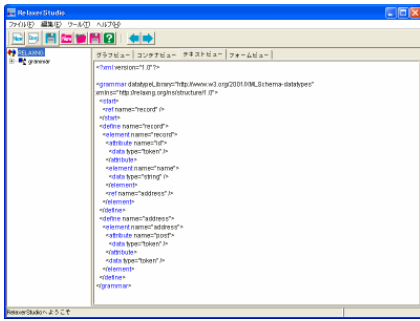 RelaxerStudio
ファイル(F) 編集(E) ツール(T) ヘルプ(H)
RELAXNG
grammar
グラフビュー コンテナビュー テキストビュー フォームビュー
<?xml version="1.0" ?>
<grammar datatypeLibrary="http://www.w3.org/2001/XMLSchema-datatypes"
xmlns="http://relaxng.org/ns/structure/1.0">
<start>
<ref name="record" />
</start>
<define name="record">
<element name="record">
<attribute name="id">
<data type="token" />
</attribute>
<element name="name">
<data type="string" />
</element>
<ref name="address" />
</element>
</define>
<define name="address">
<element name="address">
<attribute name="post">
<data type="token" />
</attribute>
<data type="token" />
</element>
</define>
</grammar>
RelaxerStudioへようこそ